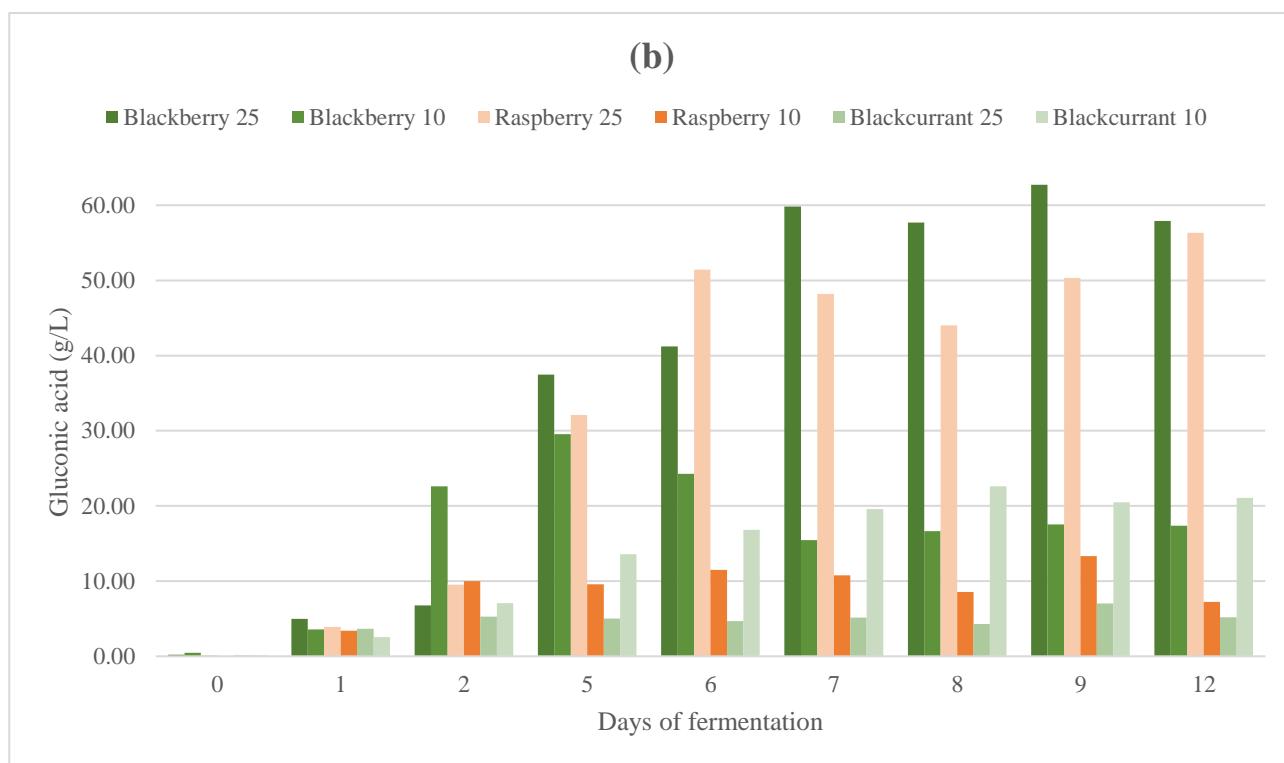 (b)
Blackberry 25 Blackberry 10 Raspberry 25 Raspberry 10 Blackcurrant 25 Blackcurrant 10
60.00
50.00
40.00
30.00
20.00
10.00
0.00
Gluconic acid (g/L)
0 1 2 5 6 7 8 9 12
Days of fermentation